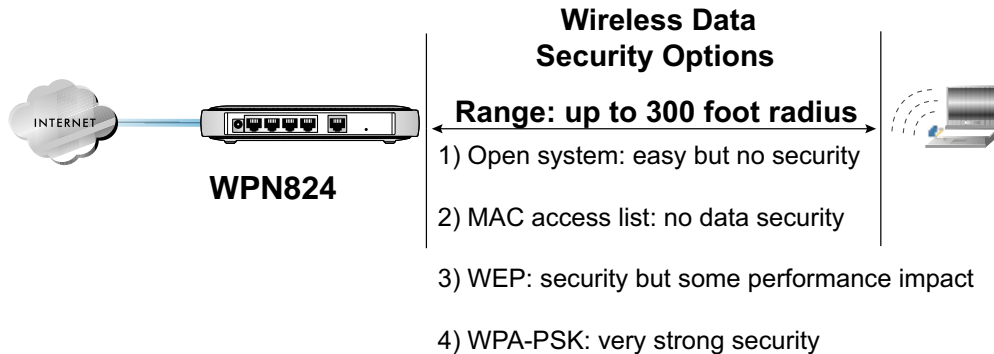 Wireless Data
Security Options
INTERNET
Range: up to 300 foot radius
1) Open system: easy but no security
WPN824
2) MAC access list: no data security
3) WEP: security but some performance impact
4) WPA-PSK: very strong security